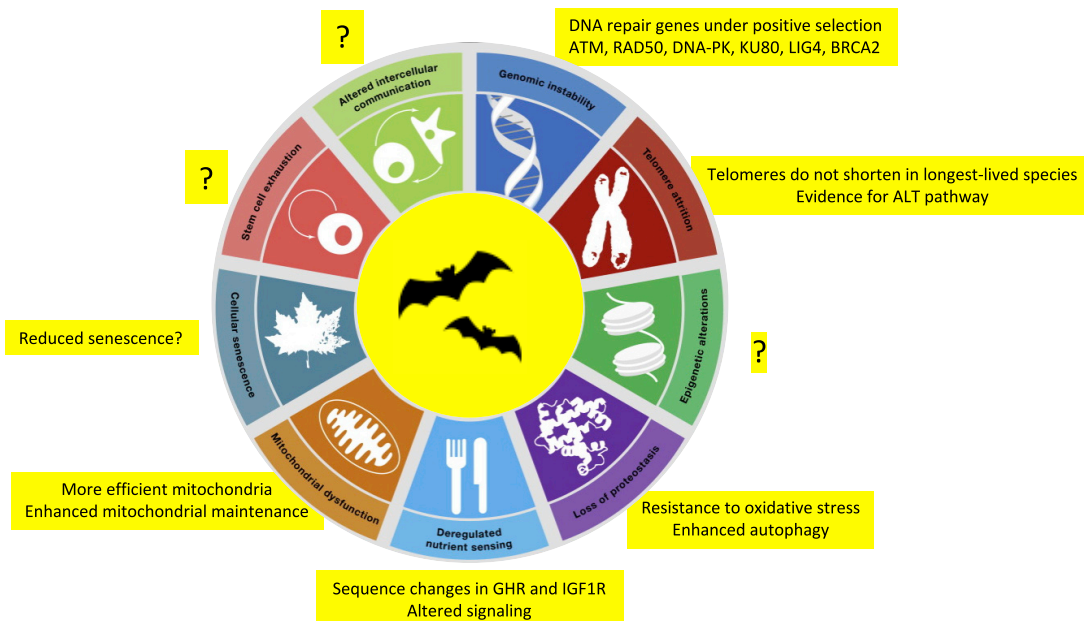 ?
DNA repair genes under positive selection
ATM, RAD50, DNA-PK, KU80, LIG4, BRCA2
Altered intercellular
communication
Genomic instability
?
Stem cell exhaustion
Telomere attrition
Telomeres do not shorten in longest-lived species
Evidence for ALT pathway
Cellular senescence
Epigenetic alterations
Reduced senescence?
?
Mitochondrial dysfunction
Loss of proteostasis
More efficient mitochondria
Enhanced mitochondrial maintenance
Deregulated
nutrient sensing
Resistance to oxidative stress
Enhanced autophagy
Sequence changes in GHR and IGF1R
Altered signaling